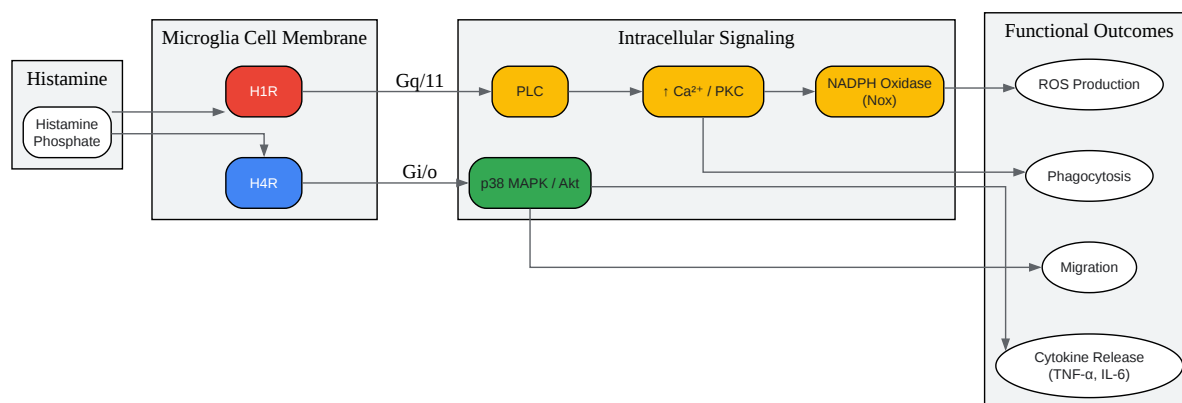 Histamine
Histamine
Phosphate
Microglia Cell Membrane
H1R
H4R
Gq/11
Gi/o
Intracellular Signaling
PLC
↑ Ca²⁺ / PKC
NADPH Oxidase
(Nox)
p38 MAPK / Akt
Functional Outcomes
ROS Production
Phagocytosis
Migration
Cytokine Release
(TNF-α, IL-6)